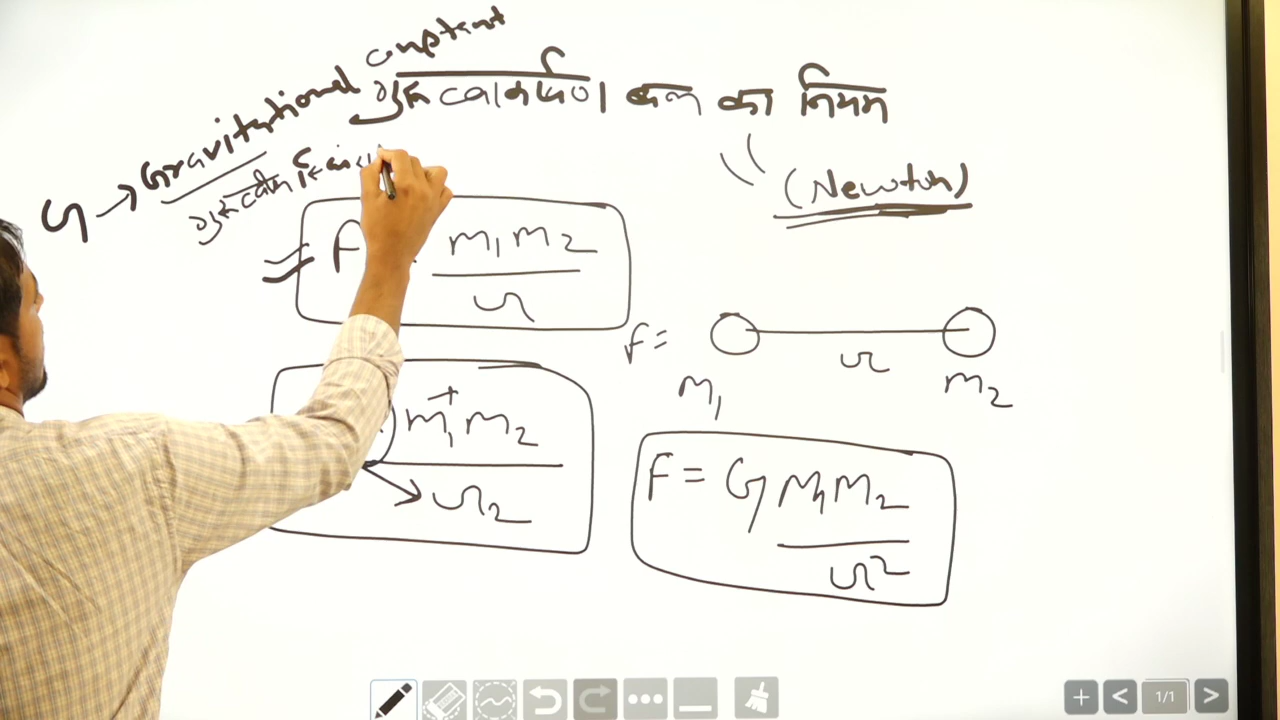 गुरुत्वाकर्षण बल का नियम
(Newton)
G → Gravitational constant
गुरुत्वाकर्षण
F m₁m₂
r
F =
r
m₁
m₂
m₁m₂
r₂
F = G m₁m₂
r²
1/1